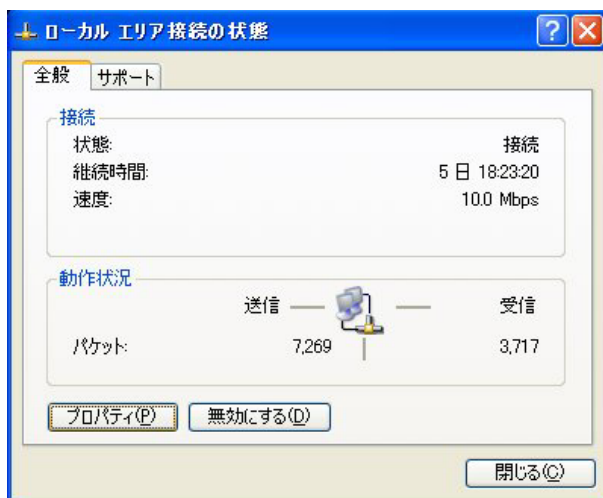 ローカル エリア接続の状態
全般 サポート
接続
状態: 接続
継続時間: 5 日 18:23:20
速度: 10.0 Mbps
動作状況
送信 受信
パケット: 7,269 3,717
プロパティ(P) 無効にする(D)
閉じる(C)